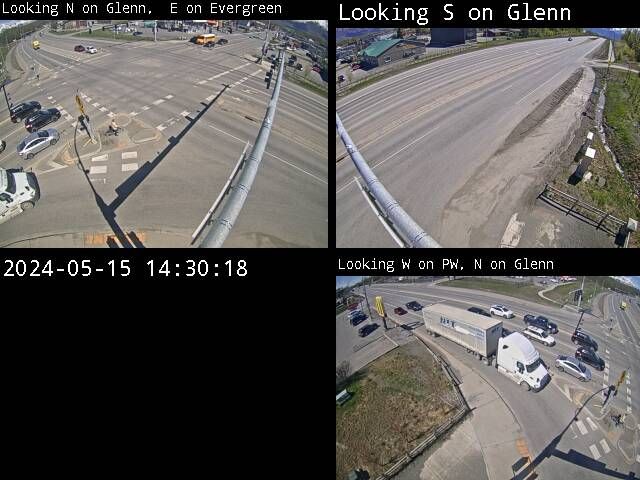 Looking N on Glenn,  E on Evergreen
Looking S on Glenn
2024-05-15 14:30:18
Looking W on PW, N on Glenn